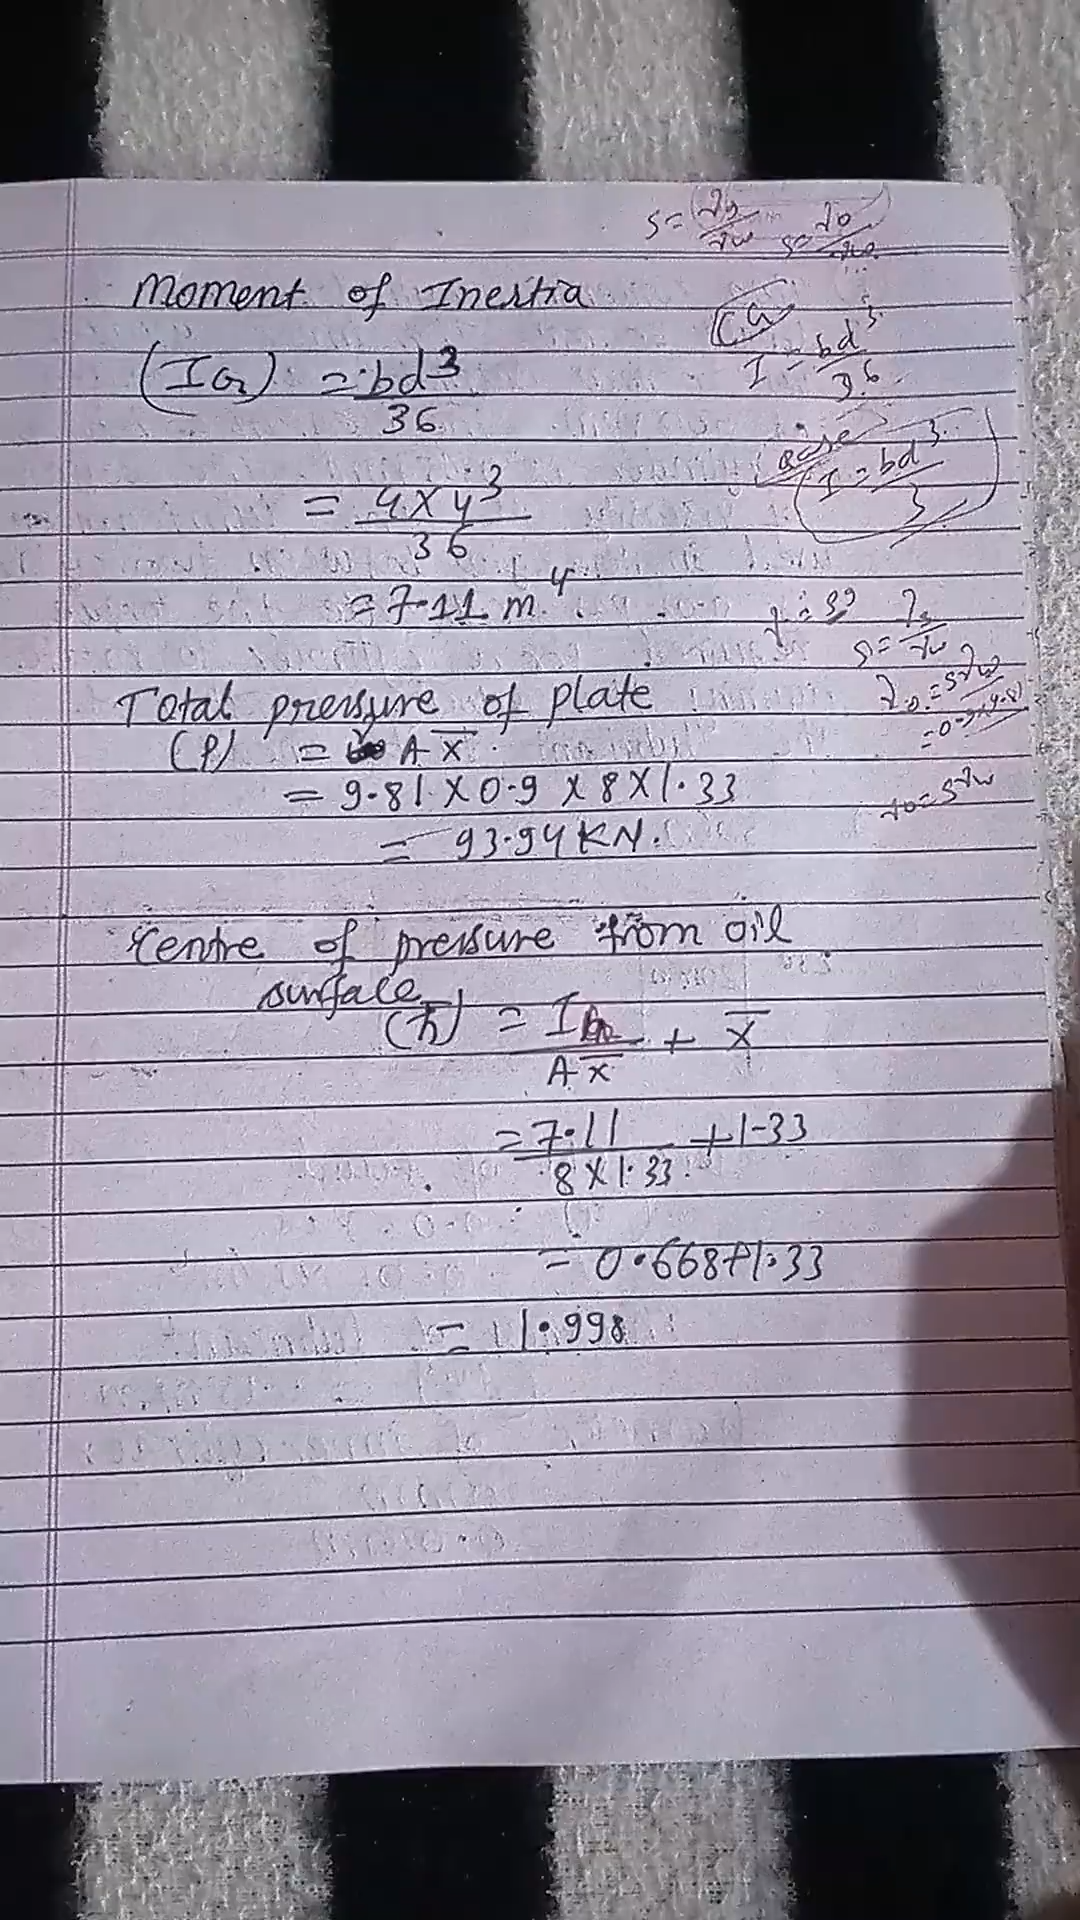 Moment of Inertia
(IG) = bd³/36
= 4×4³/36
= 7.11 m⁴
Total pressure of plate
(P) = A x̄
= 9.81 × 0.9 × 8 × 1.33
= 93.94 KN.
Centre of pressure from oil
surface
(h̄) = IG/A x̄ + x̄
= 7.11/8×1.33 + 1.33
= 0.668+1.33
= 1.998
C.G
I = bd³/36
Base
I = bd³/3